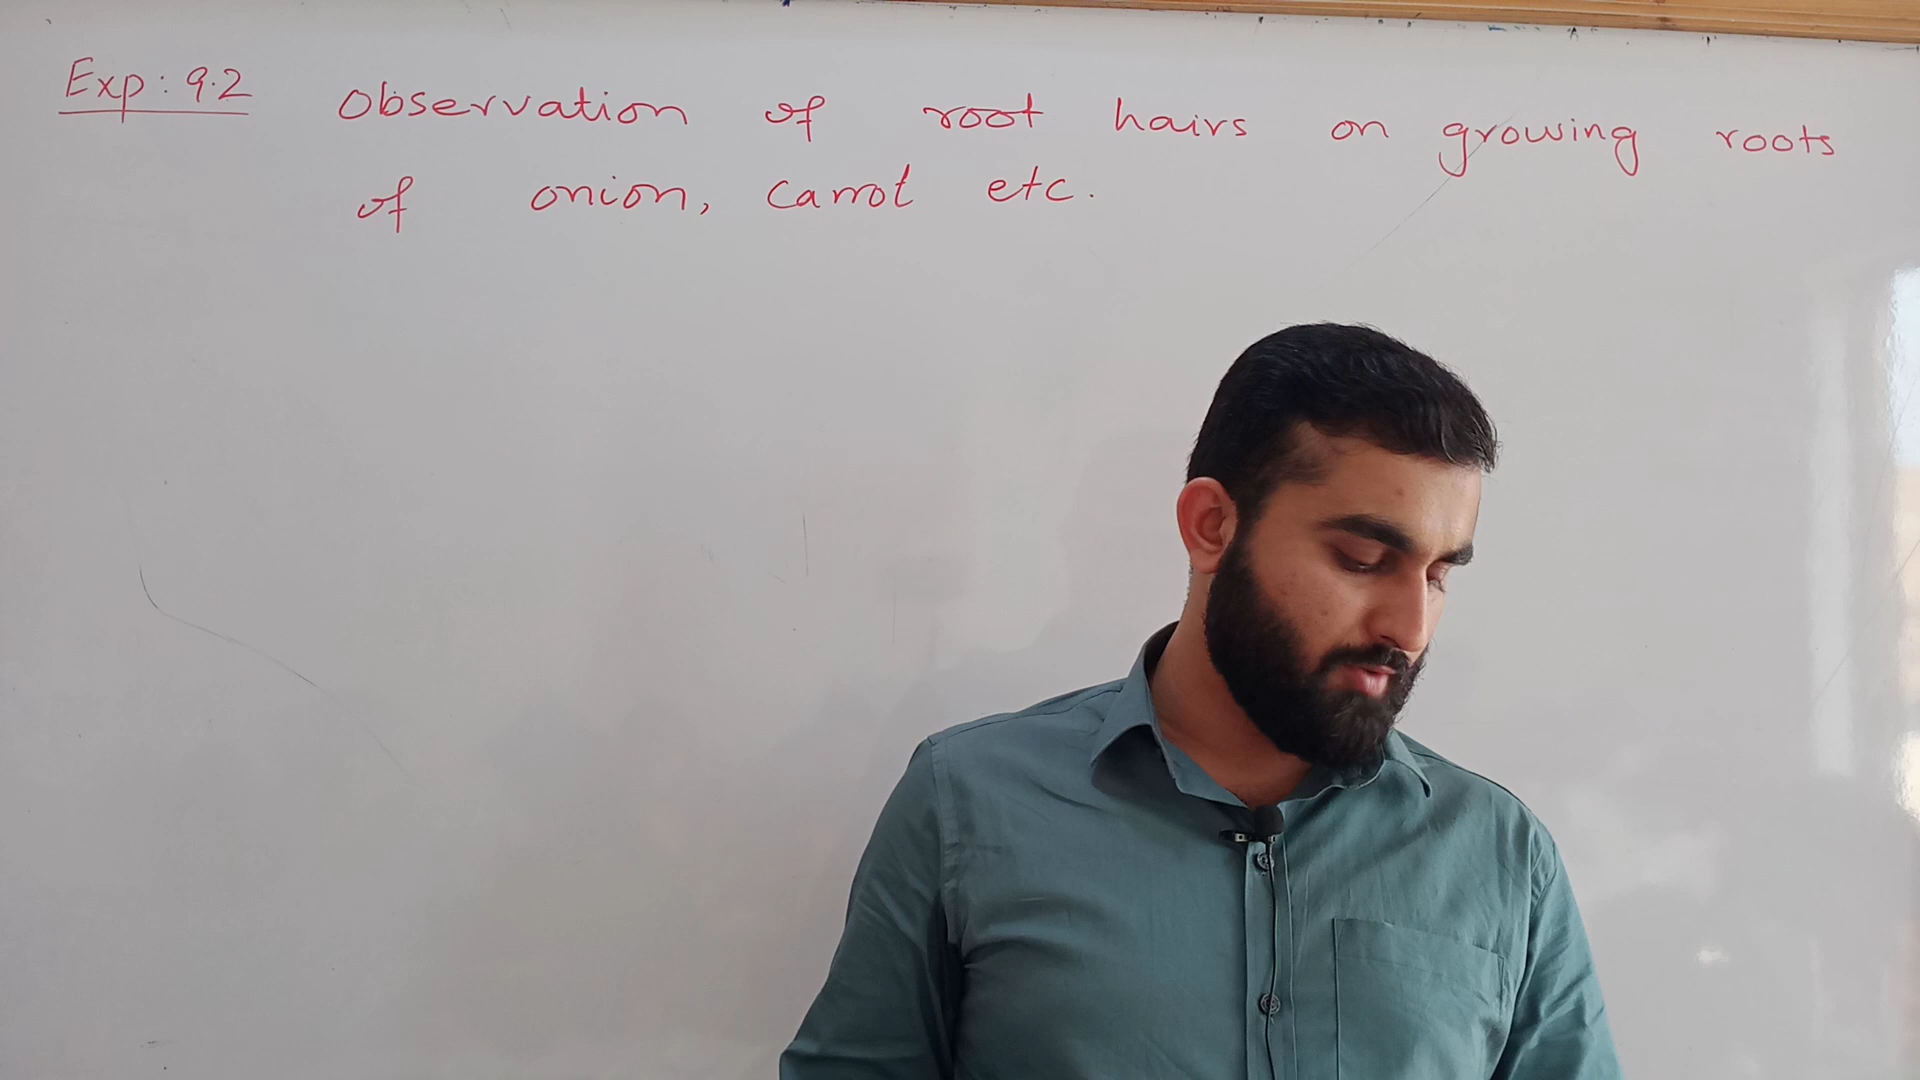 Exp: 9.2 Observation of root hairs on growing roots
of onion, carrot etc.